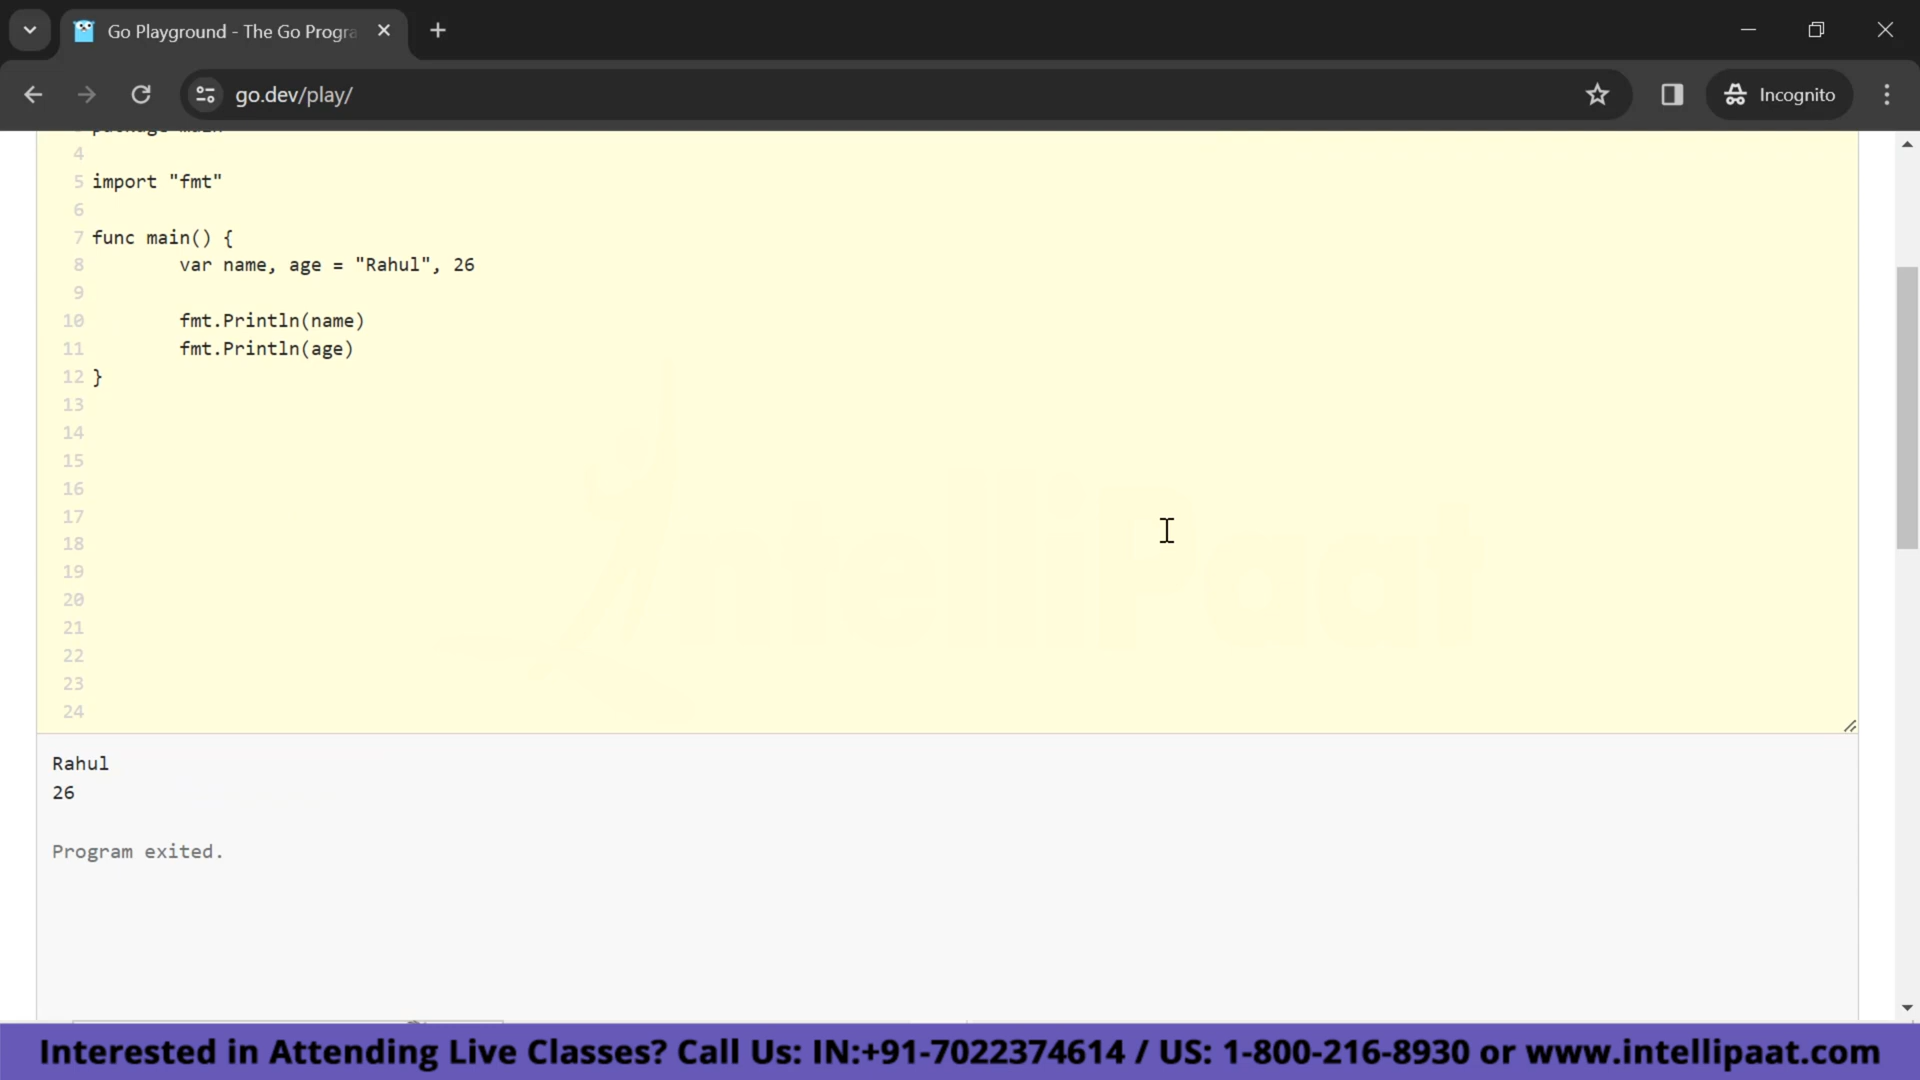 Go Playground - The Go Progra
go.dev/play/
Incognito
package main
4
5 import "fmt"
6
7 func main() {
8 var name, age = "Rahul", 26
9
10 fmt.Println(name)
11 fmt.Println(age)
12 }
13
14
15
16
17
18
19
20
21
22
23
24
Rahul
26
Program exited.
Interested in Attending Live Classes? Call Us: IN:+91-7022374614 / US: 1-800-216-8930 or www.intellipaat.com